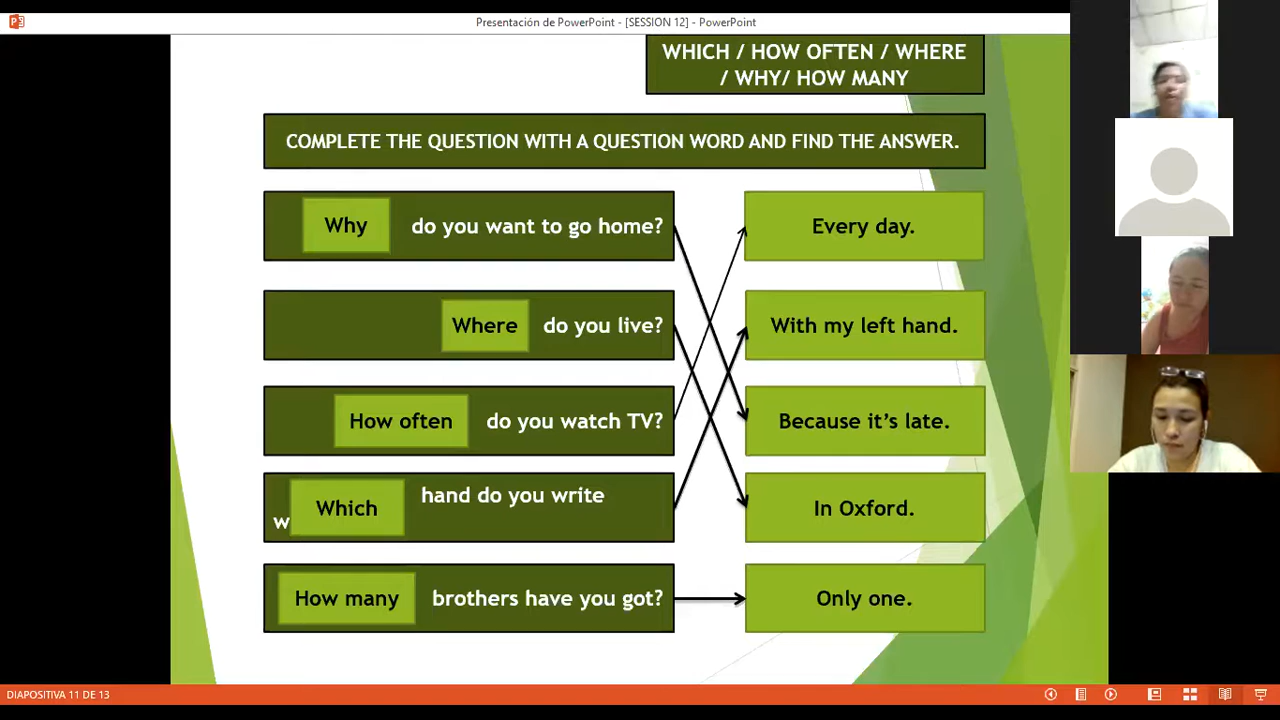 Presentación de PowerPoint - [SESSION 12] - PowerPoint
WHICH / HOW OFTEN / WHERE
/ WHY/ HOW MANY
COMPLETE THE QUESTION WITH A QUESTION WORD AND FIND THE ANSWER.
Why do you want to go home?
Every day.
Where do you live?
With my left hand.
How often do you watch TV?
Because it's late.
Which hand do you write
w
In Oxford.
How many brothers have you got?
Only one.
DIAPOSITIVA 11 DE 13